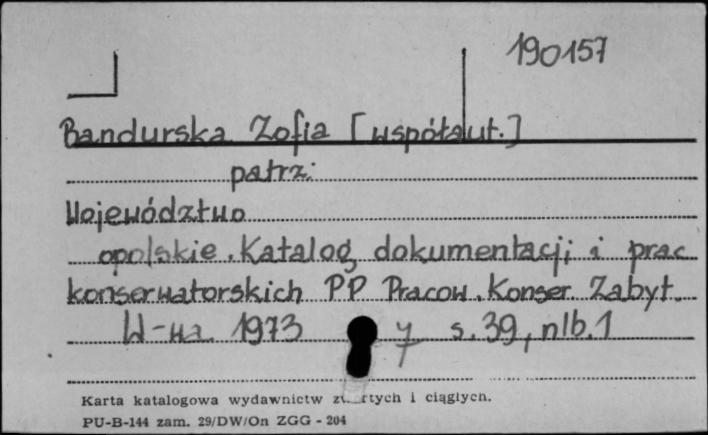 190157
Bandurska Zofia [współaut.]
patrz:
Województwo
opolskie. Katalog dokumentacji i prac
konserwatorskich PP Pracow. Konser. Zabyt.
W-wa 1973 4 s. 39, nlb. 1
Karta katalogowa wydawnictw zwartych i ciągłych.
PU-B-144 zam. 29/DW/On ZGG - 204